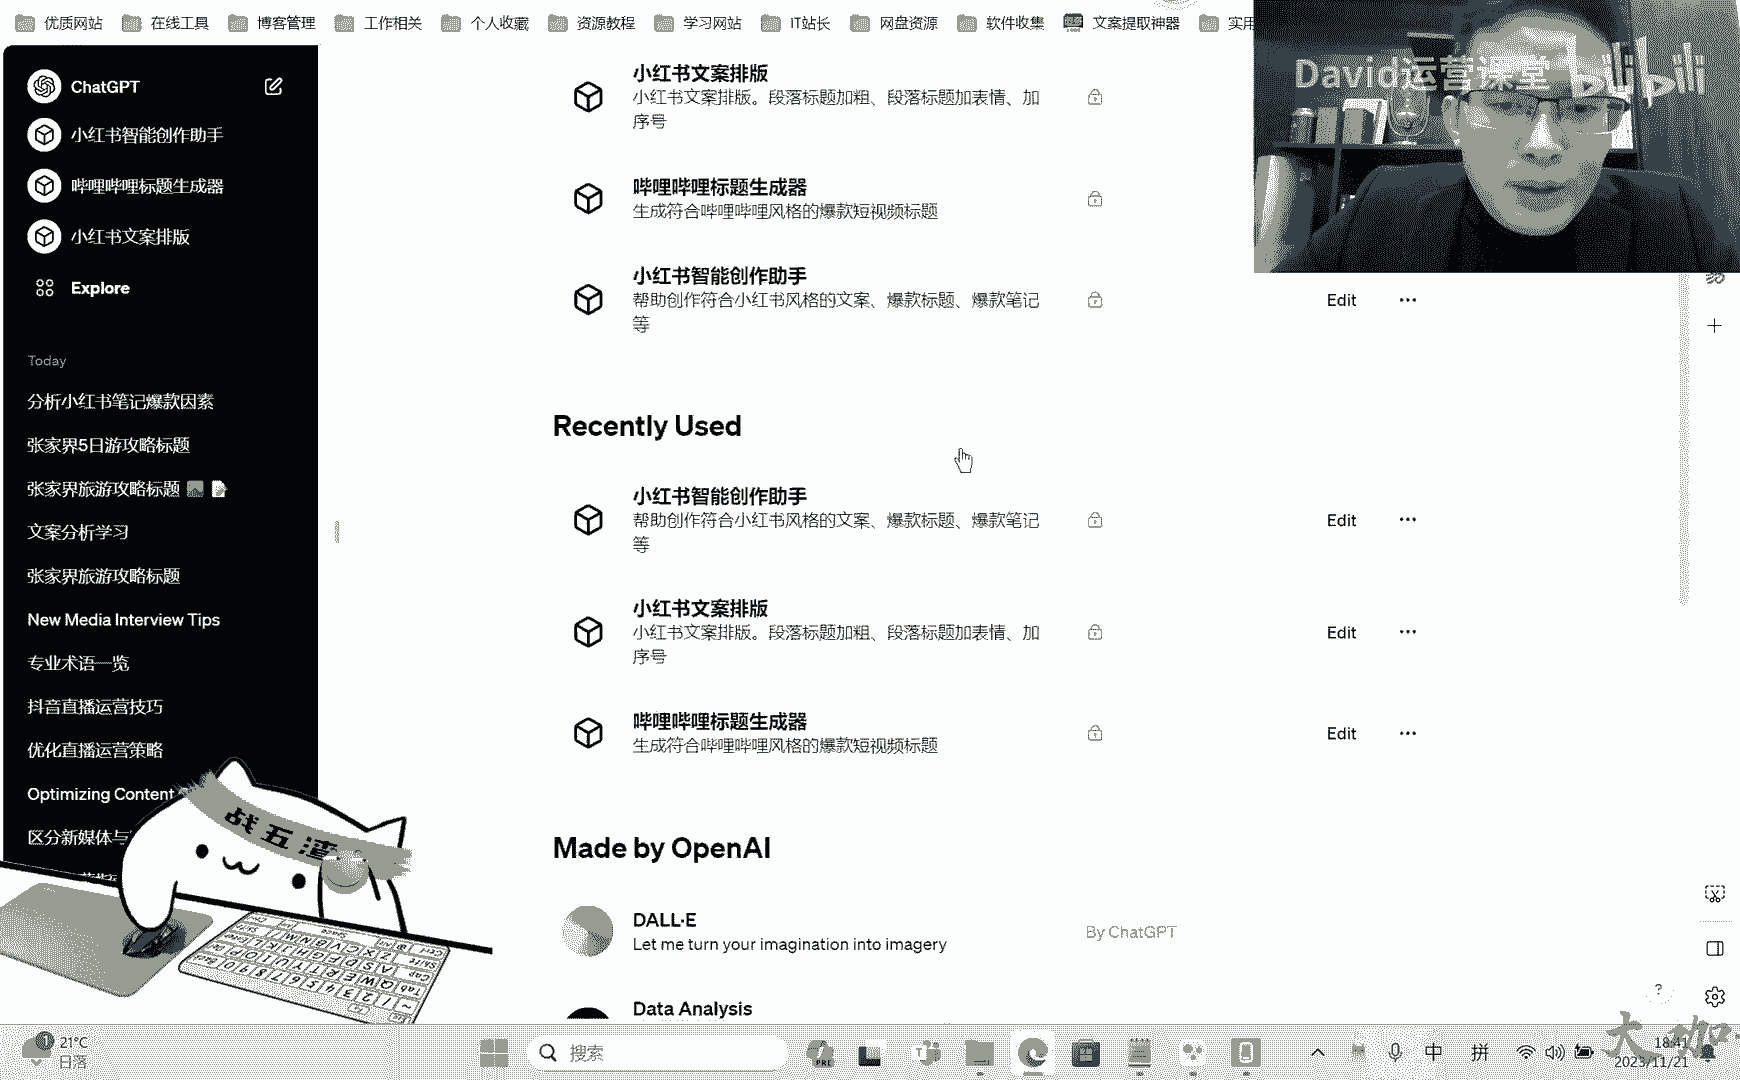 优质网站 在线工具 博客管理 工作相关 个人收藏 资源教程 学习网站 IT站长 网盘资源 软件收集 文案提取神器 实用
David运营课堂 bilibili
ChatGPT
小红书智能创作助手
哔哩哔哩标题生成器
小红书文案排版
Explore
Today
分析小红书笔记爆款因素
张家界5日游攻略标题
张家界旅游攻略标题
文案分析学习
张家界旅游攻略标题
New Media Interview Tips
专业术语一览
抖音直播运营技巧
优化直播运营策略
Optimizing Content
区分新媒体与
小红书文案排版
小红书文案排版。段落标题加粗、段落标题加表情、加
序号
哔哩哔哩标题生成器
生成符合哔哩哔哩风格的爆款短视频标题
小红书智能创作助手
帮助创作符合小红书风格的文案、爆款标题、爆款笔记
等
Edit
Recently Used
小红书智能创作助手
帮助创作符合小红书风格的文案、爆款标题、爆款笔记
等
Edit
小红书文案排版
小红书文案排版。段落标题加粗、段落标题加表情、加
序号
Edit
哔哩哔哩标题生成器
生成符合哔哩哔哩风格的爆款短视频标题
Edit
Made by OpenAI
DALL·E
Let me turn your imagination into imagery
By ChatGPT
Data Analysis
战五渣
?
1
21°C
日落
搜索
PRE
中
拼
18:41
2023/11/21
大咖